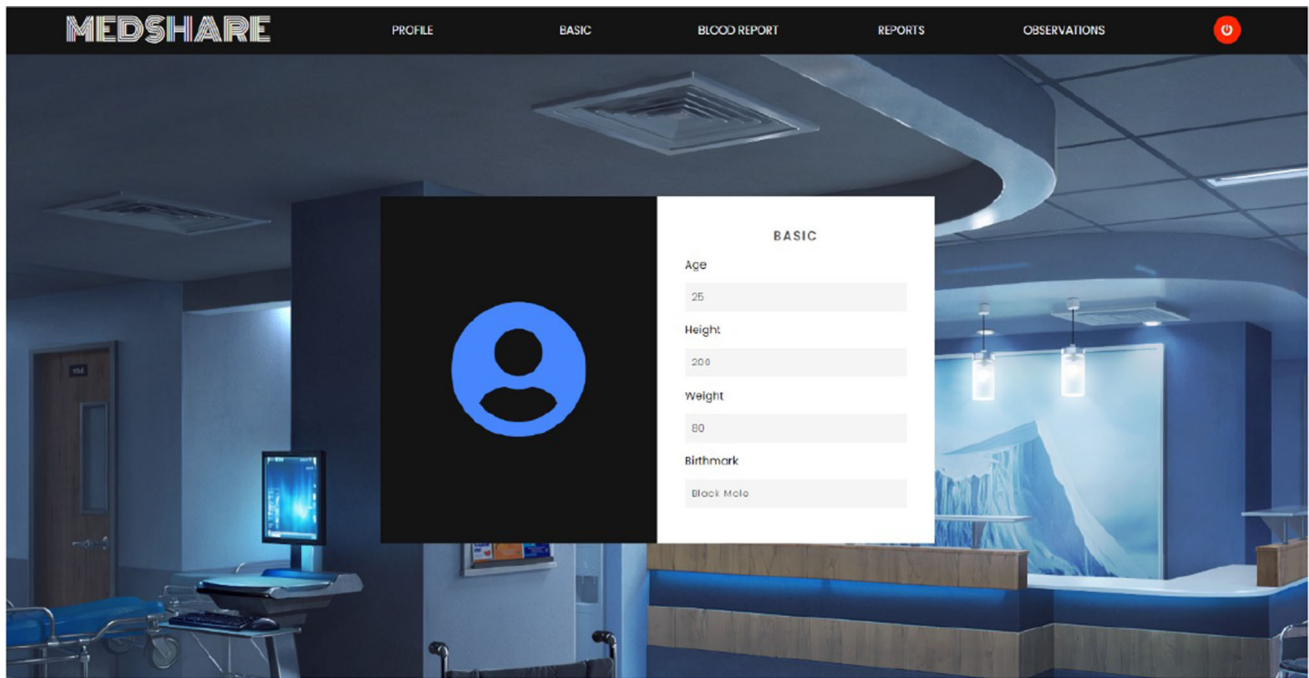 MEDSHARE
PROFILE BASIC BLOOD REPORT REPORTS OBSERVATIONS
BASIC
Age
25
Height
200
Weight
80
Birthmark
Black Mole